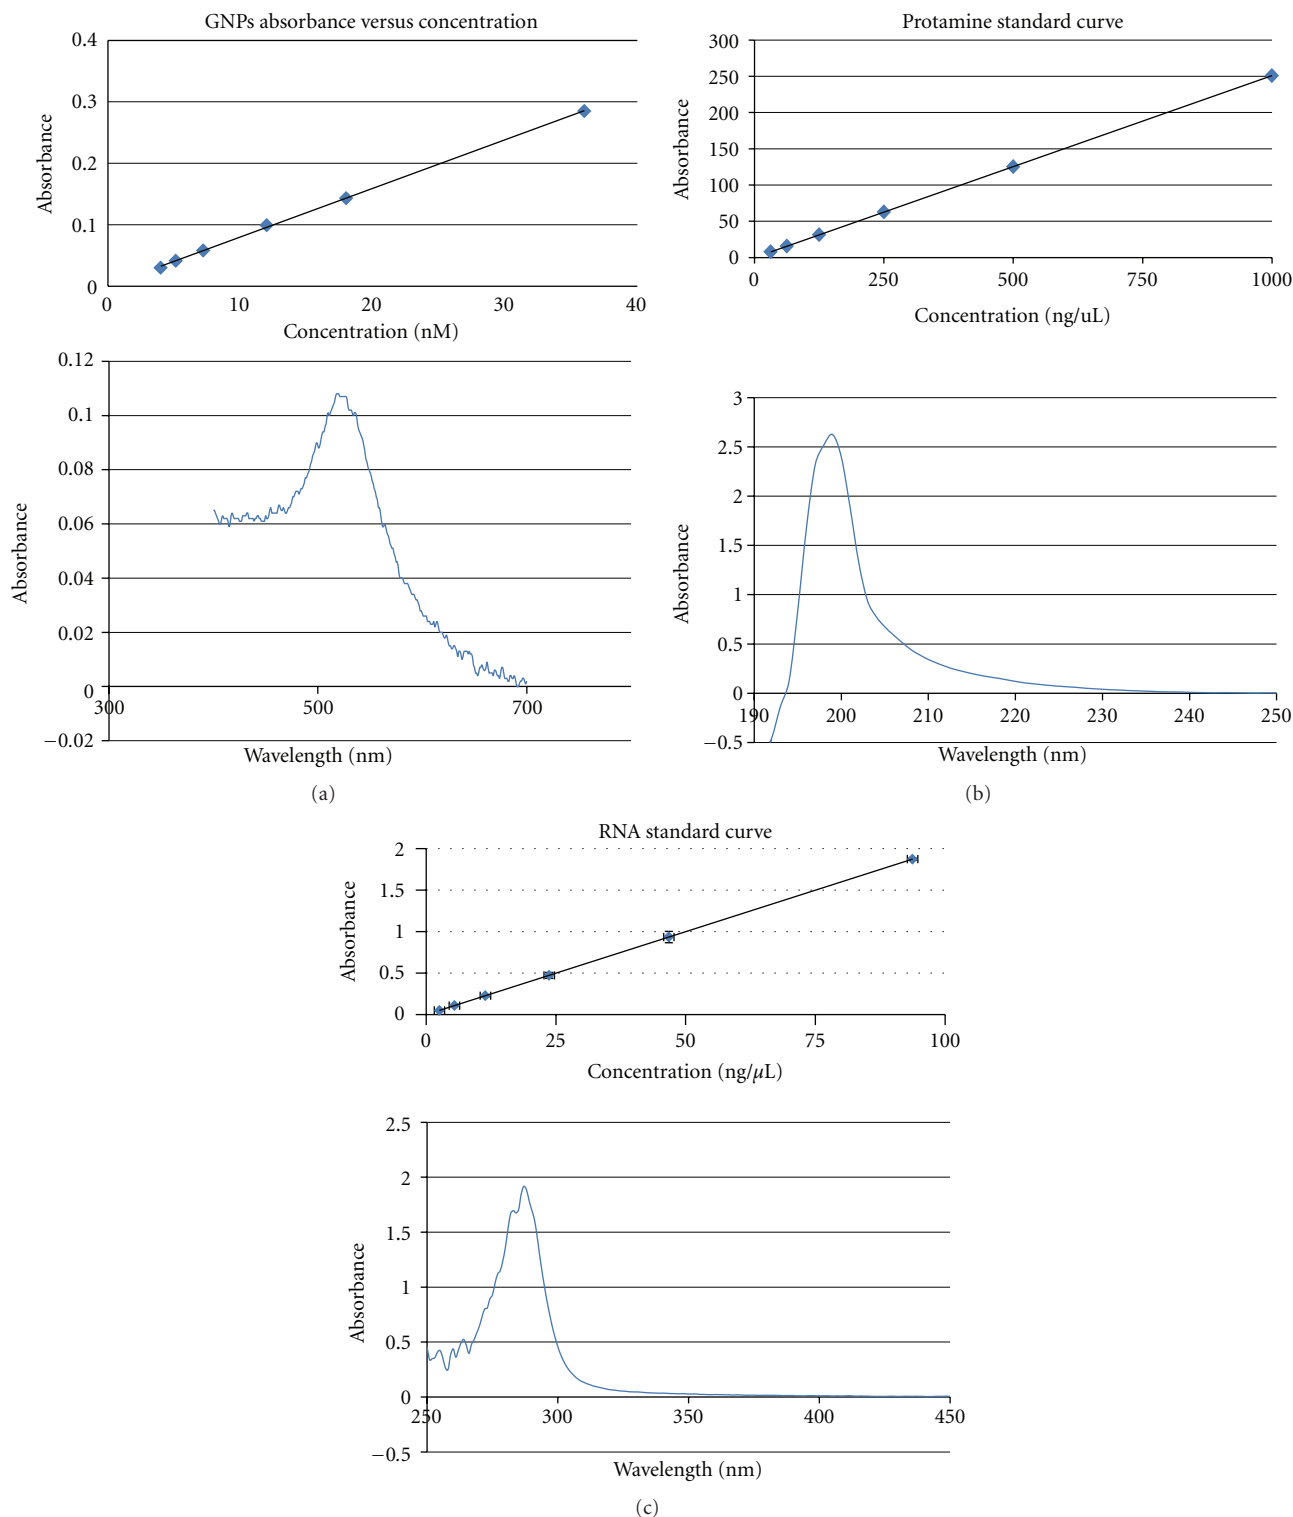 GNPs absorbance versus concentration
0.4
0.3
0.2
0.1
0
Absorbance
0 10 20 30 40
Concentration (nM)
0.12
0.1
0.08
0.06
0.04
0.02
0
−0.02
Absorbance
300 500 700
Wavelength (nm)
(a)
Protamine standard curve
300
250
200
150
100
50
0
Absorbance
0 250 500 750 1000
Concentration (ng/uL)
3
2.5
2
1.5
1
0.5
0
−0.5
Absorbance
190 200 210 220 230 240 250
Wavelength (nm)
(b)
RNA standard curve
2
1.5
1
0.5
0
Absorbance
0 25 50 75 100
Concentration (ng/μL)
2.5
2
1.5
1
0.5
0
−0.5
Absorbance
250 300 350 400 450
Wavelength (nm)
(c)